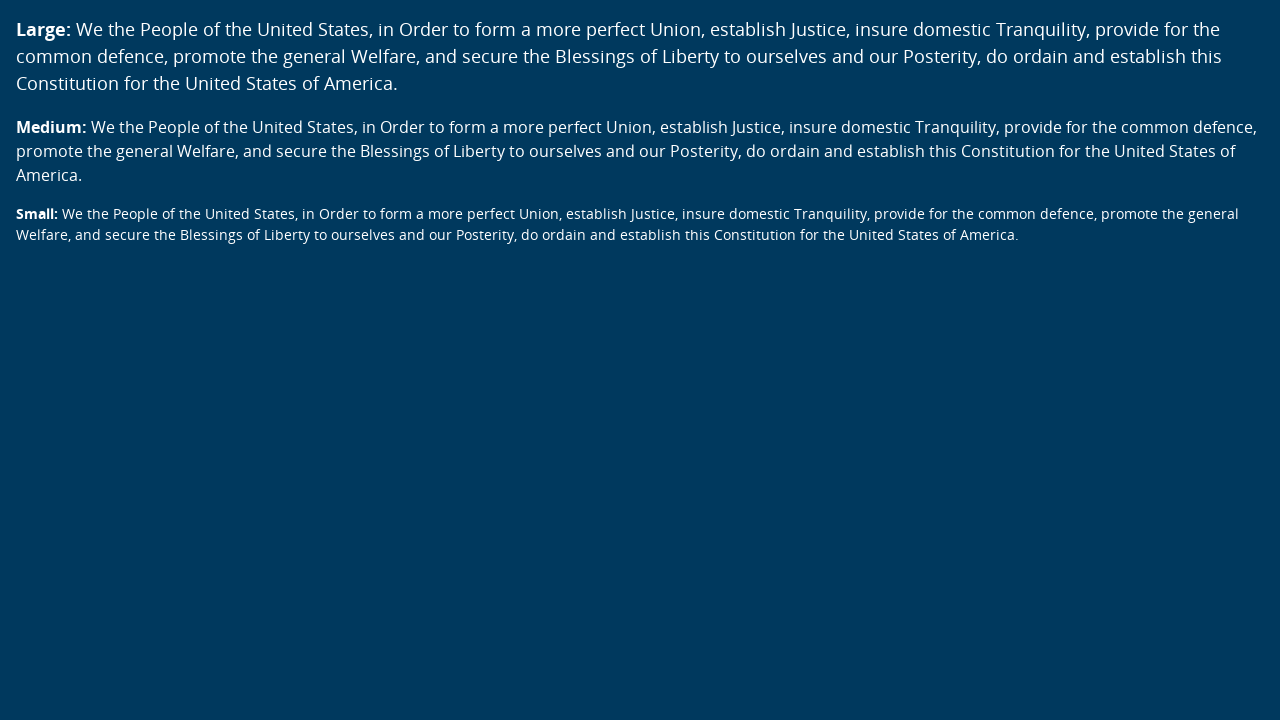 Large: We the People of the United States, in Order to form a more perfect Union, establish Justice, insure domestic Tranquility, provide for the
common defence, promote the general Welfare, and secure the Blessings of Liberty to ourselves and our Posterity, do ordain and establish this
Constitution for the United States of America.
Medium: We the People of the United States, in Order to form a more perfect Union, establish Justice, insure domestic Tranquility, provide for the common defence,
promote the general Welfare, and secure the Blessings of Liberty to ourselves and our Posterity, do ordain and establish this Constitution for the United States of
America.
Small: We the People of the United States, in Order to form a more perfect Union, establish Justice, insure domestic Tranquility, provide for the common defence, promote the general
Welfare, and secure the Blessings of Liberty to ourselves and our Posterity, do ordain and establish this Constitution for the United States of America.